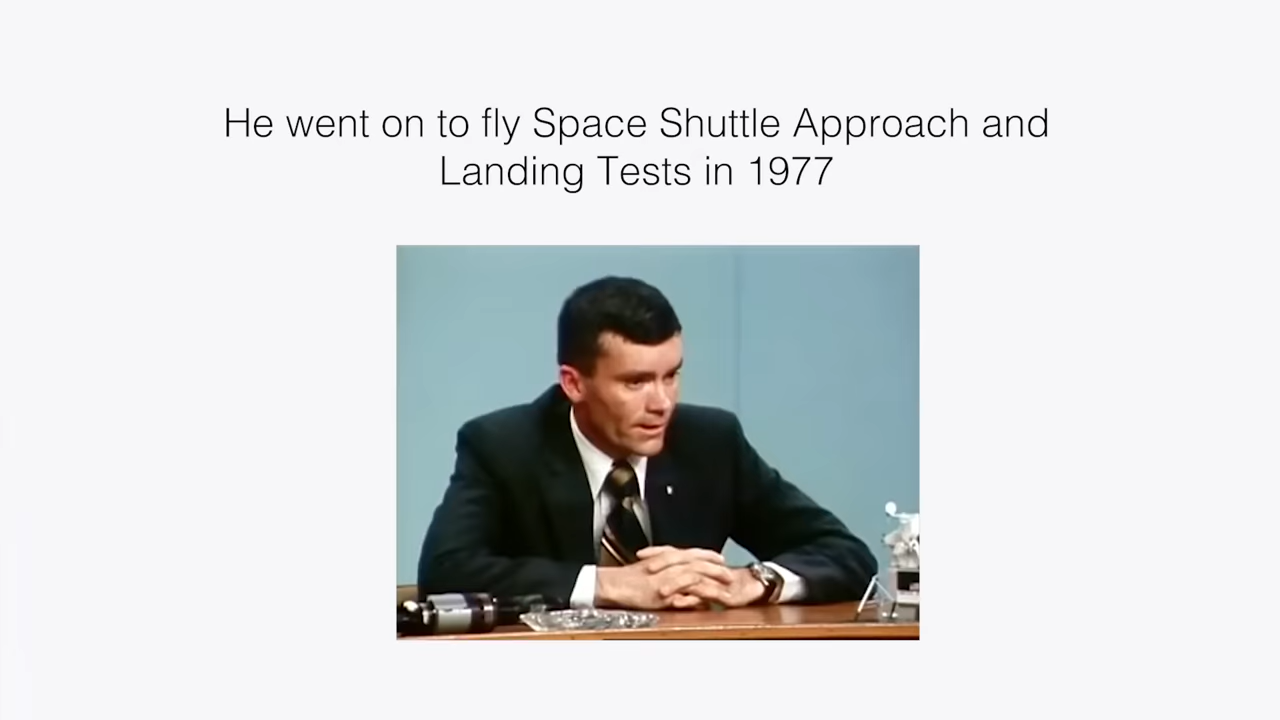 He went on to fly Space Shuttle Approach and
Landing Tests in 1977